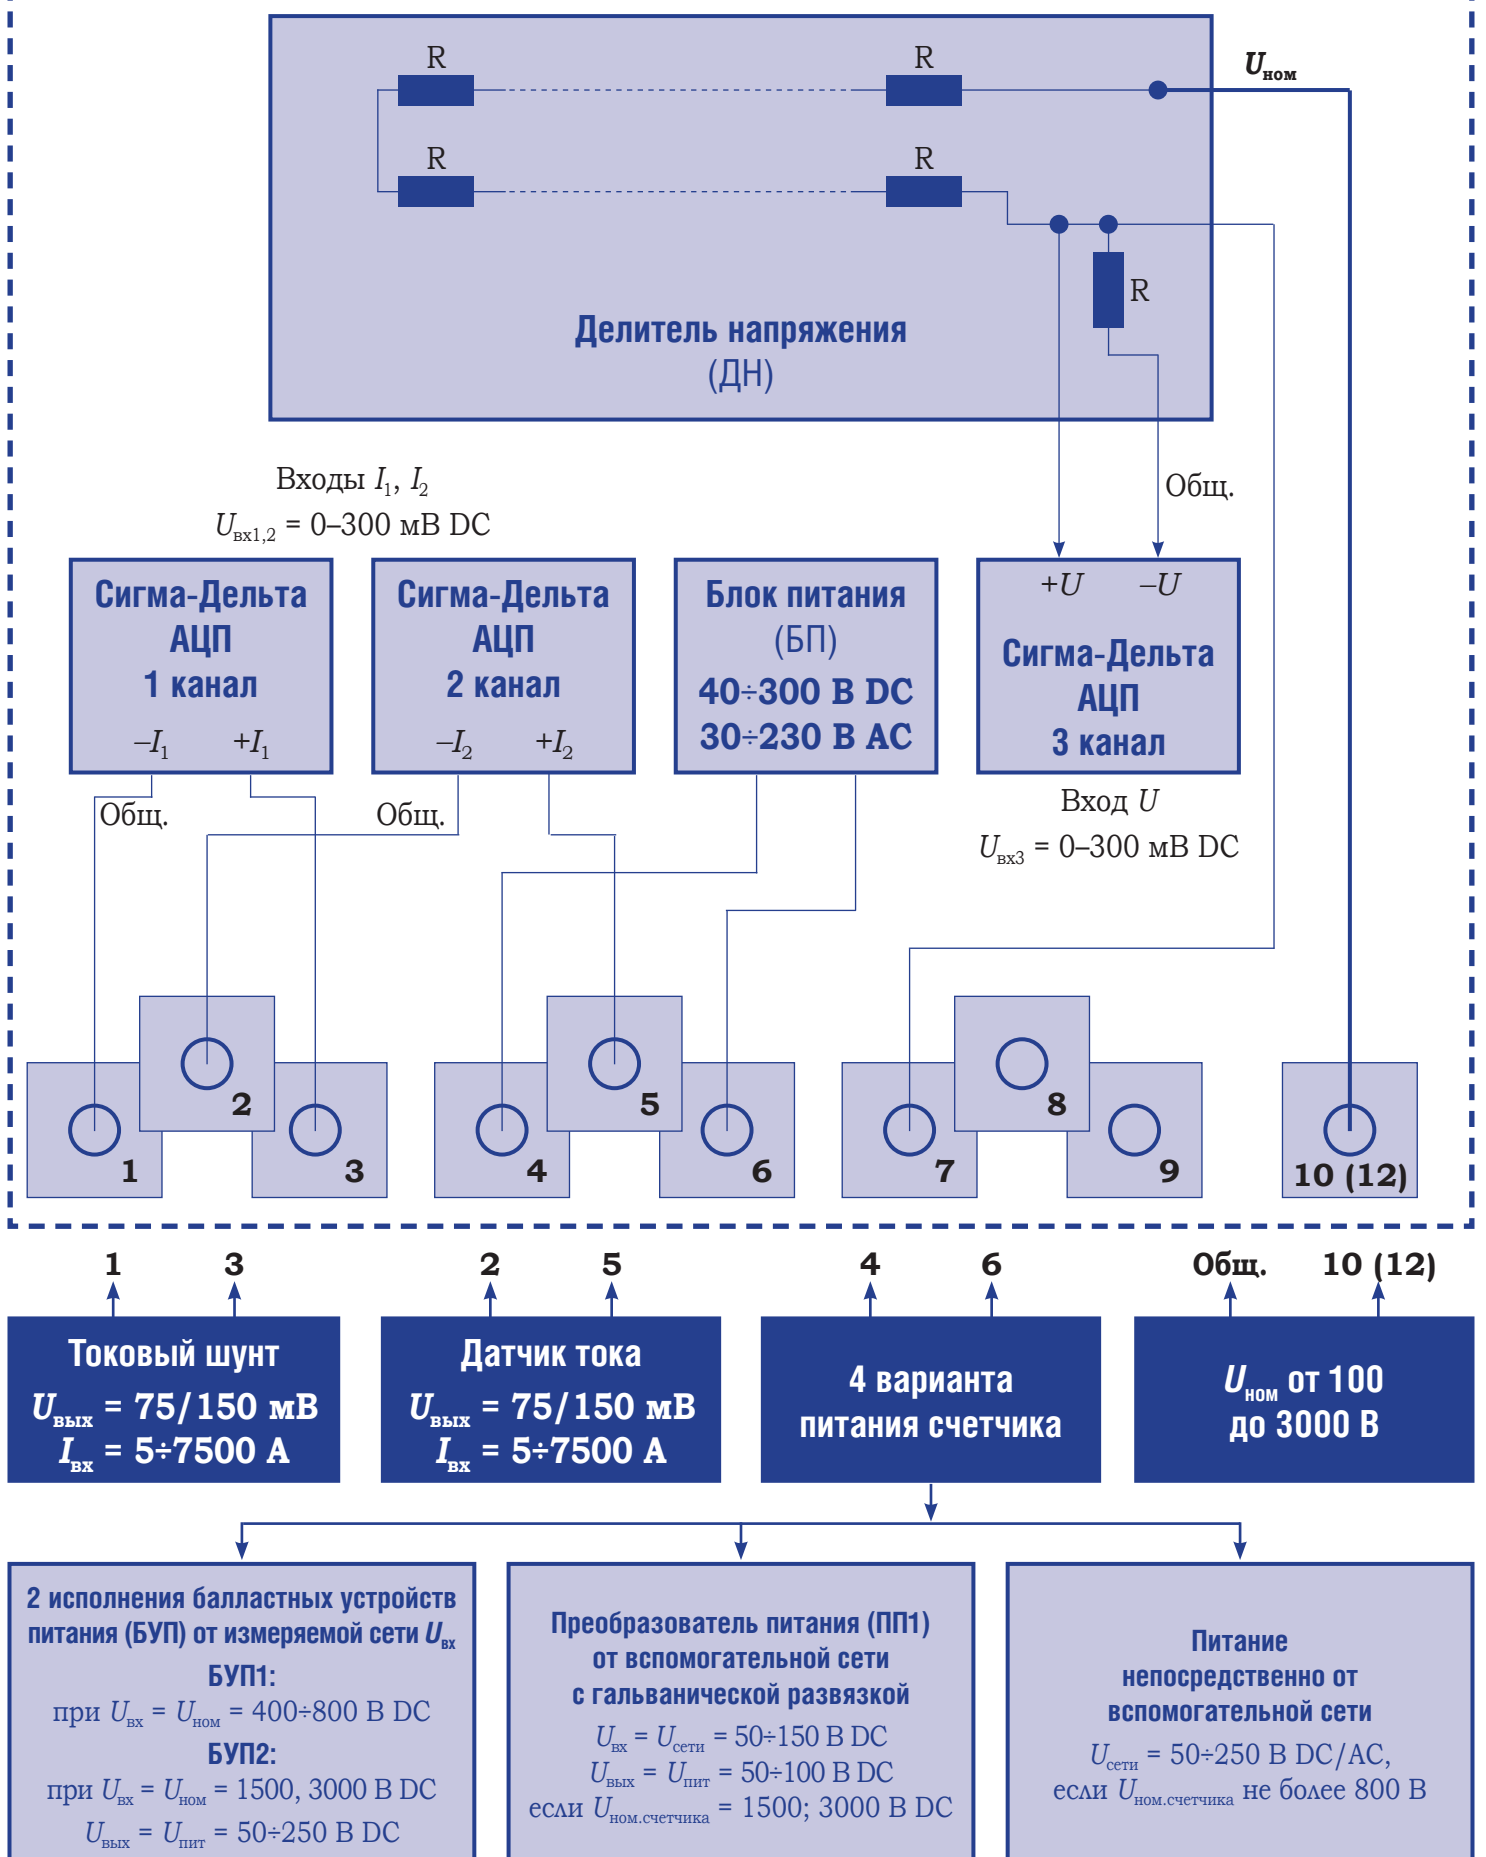 R
R
U ном
R
R
R
Делитель напряжения
(ДН)
Входы I1, I2
Uвх1,2 = 0–300 мВ DC
Общ.
Сигма-Дельта
АЦП
1 канал
–I1 +I1
Сигма-Дельта
АЦП
2 канал
–I2 +I2
Блок питания
(БП)
40÷300 В DC
30÷230 В AC
+U –U
Сигма-Дельта
АЦП
3 канал
Общ.
Общ.
Вход U
Uвх3 = 0–300 мВ DC
1
2
3
4
5
6
7
8
9
10 (12)
1 3
2 5
4 6
Общ. 10 (12)
Токовый шунт
Uвых = 75/150 мВ
Iвх = 5÷7500 А
Датчик тока
Uвых = 75/150 мВ
Iвх = 5÷7500 А
4 варианта
питания счетчика
Uном от 100
до 3000 В
2 исполнения балластных устройств
питания (БУП) от измеряемой сети Uвх
БУП1:
при Uвх = Uном = 400÷800 В DC
БУП2:
при Uвх = Uном = 1500, 3000 В DC
Uвых = Uпит = 50÷250 В DC
Преобразователь питания (ПП1)
от вспомогательной сети
с гальванической развязкой
Uвх = Uсети = 50÷150 В DC
Uвых = Uпит = 50÷100 В DC
если Uном.счетчика = 1500; 3000 В DC
Питание
непосредственно от
вспомогательной сети
Uсети = 50÷250 В DC/AC,
если Uном.счетчика не более 800 В